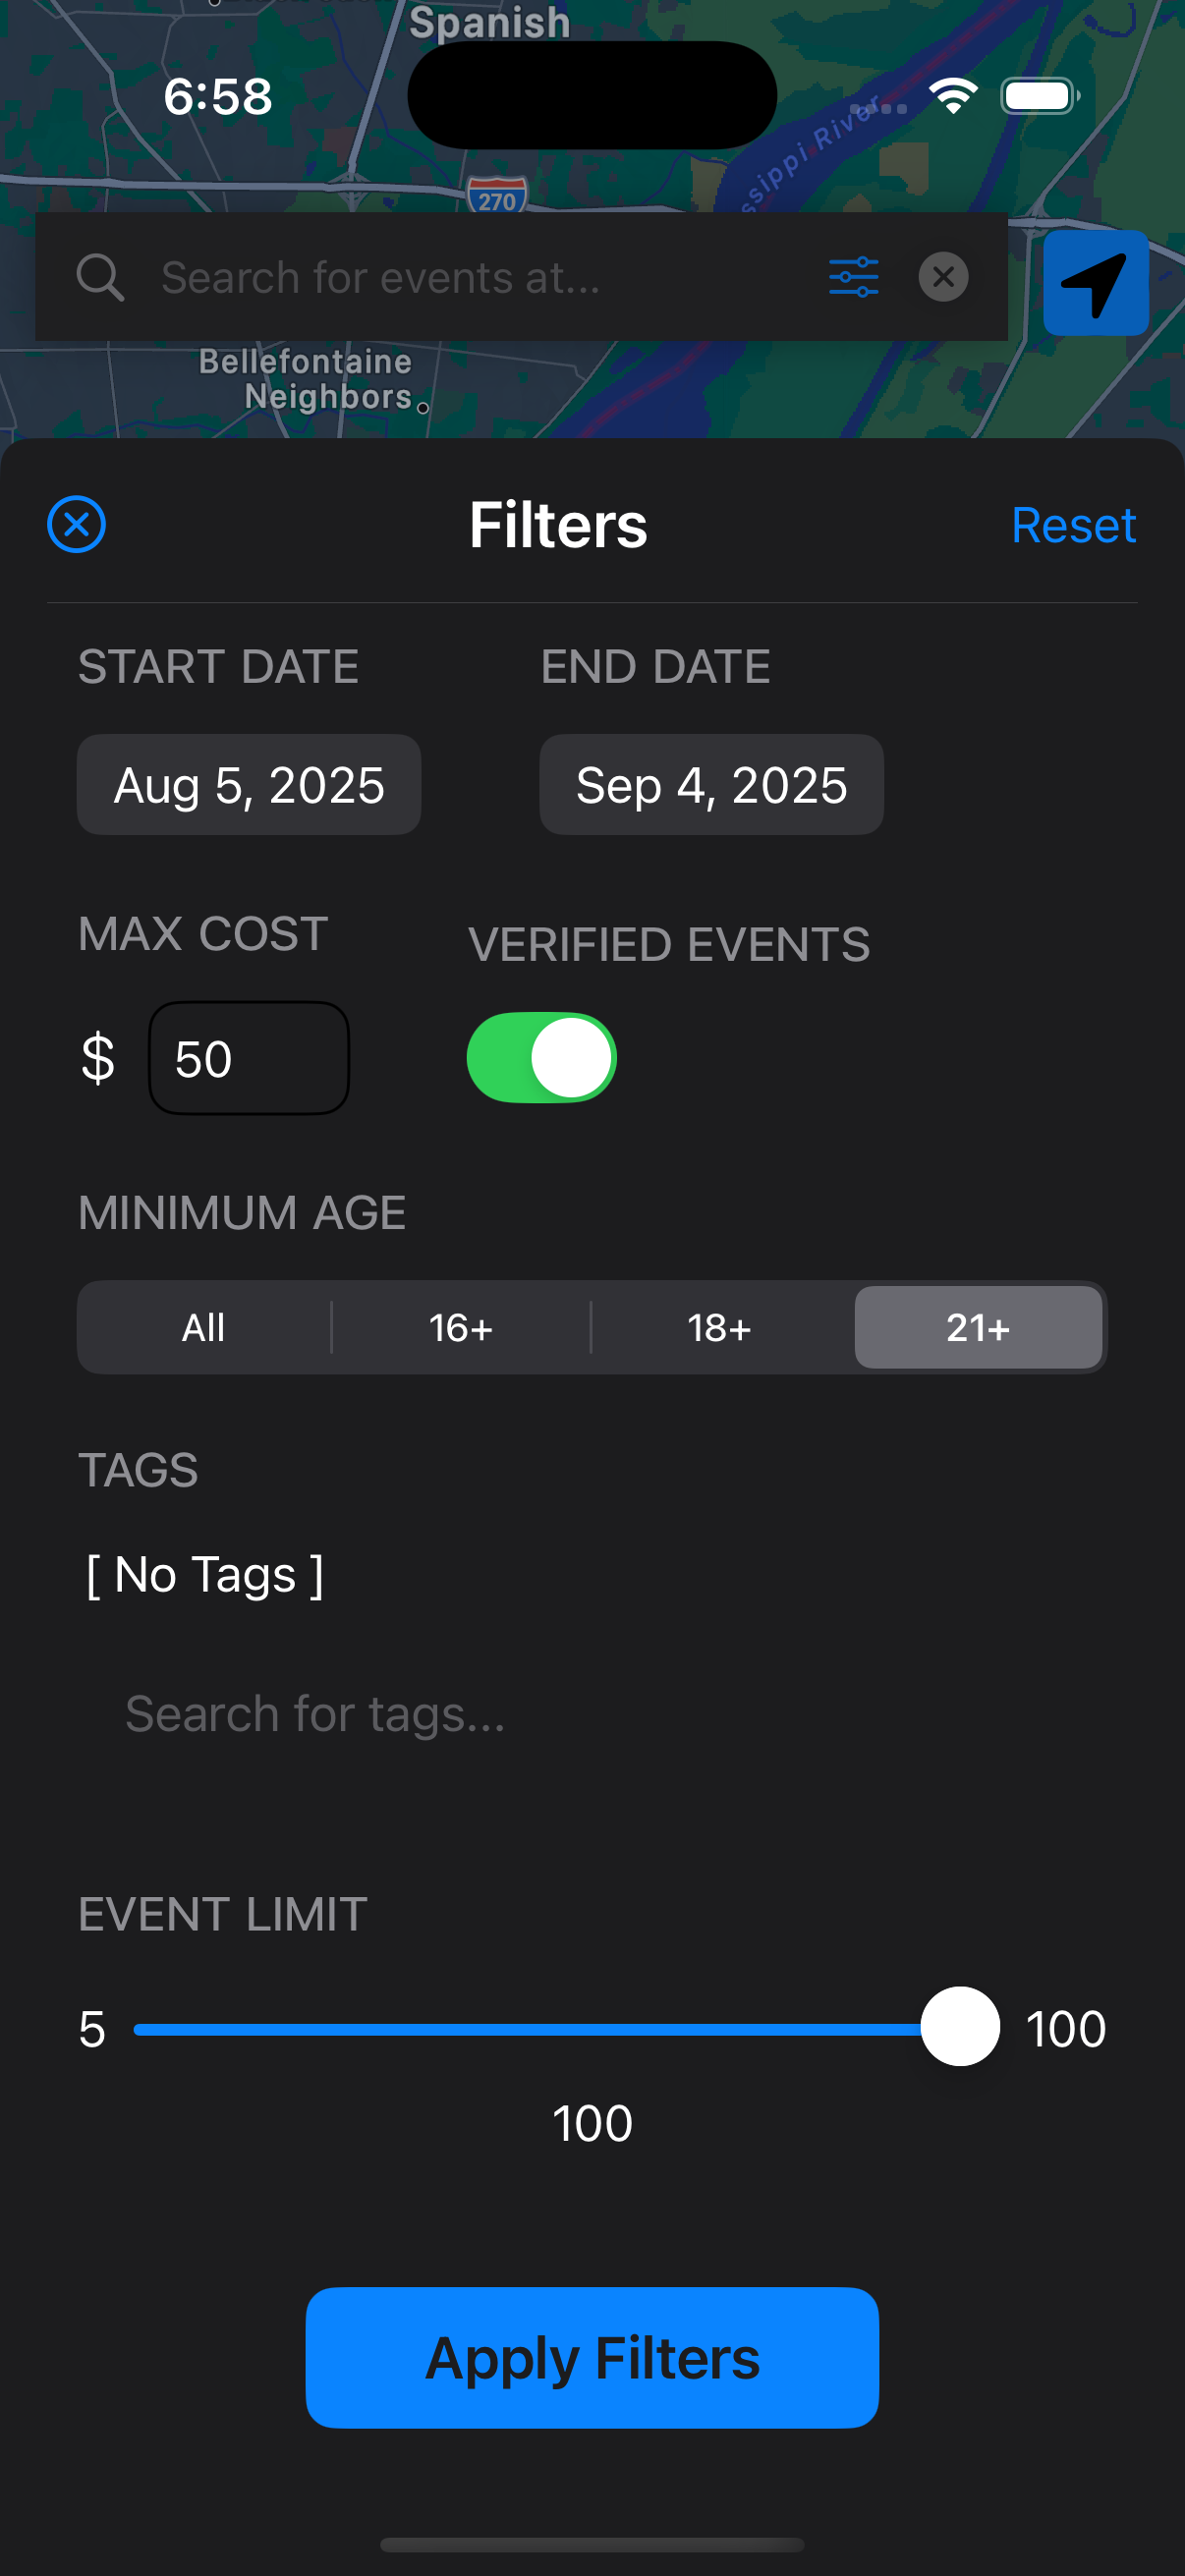 Spanish
6:58
ssippi River
270
Search for events at...
Bellefontaine
Neighbors
Filters
Reset
START DATE
END DATE
Aug 5, 2025
Sep 4, 2025
MAX COST
VERIFIED EVENTS
$
50
MINIMUM AGE
All
16+
18+
21+
TAGS
[ No Tags ]
Search for tags...
EVENT LIMIT
5
100
100
Apply Filters